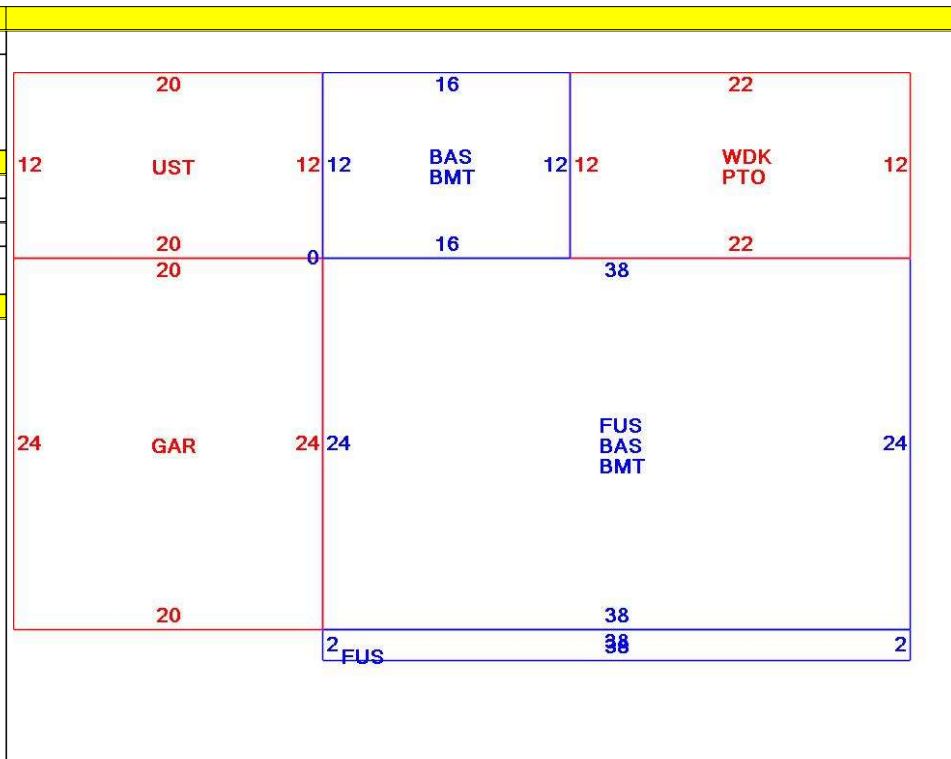 20 16 22
12 UST 12 12 BAS 12 12 WDK 12
BMT PTO
20 16 22
0
20 38
24 GAR 24 24 FUS 24
BAS
BMT
20 38
2 38 2
38
FUS